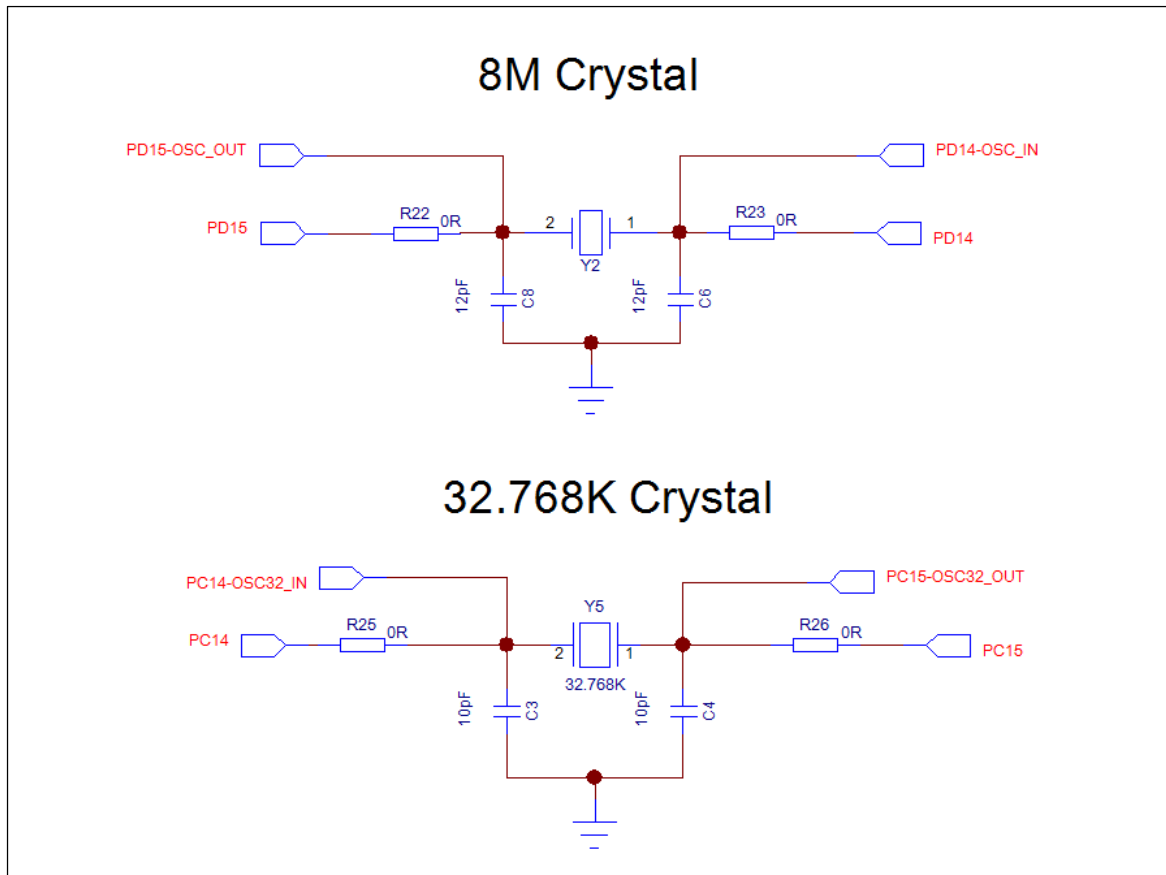 8M Crystal
PD15-OSC_OUT
PD14-OSC_IN
PD15
R22
0R
2
1
R23
0R
PD14
Y2
12pF
C8
12pF
C6
32.768K Crystal
PC14-OSC32_IN
PC15-OSC32_OUT
Y5
PC14
R25
0R
2
1
R26
0R
PC15
32.768K
10pF
C3
10pF
C4